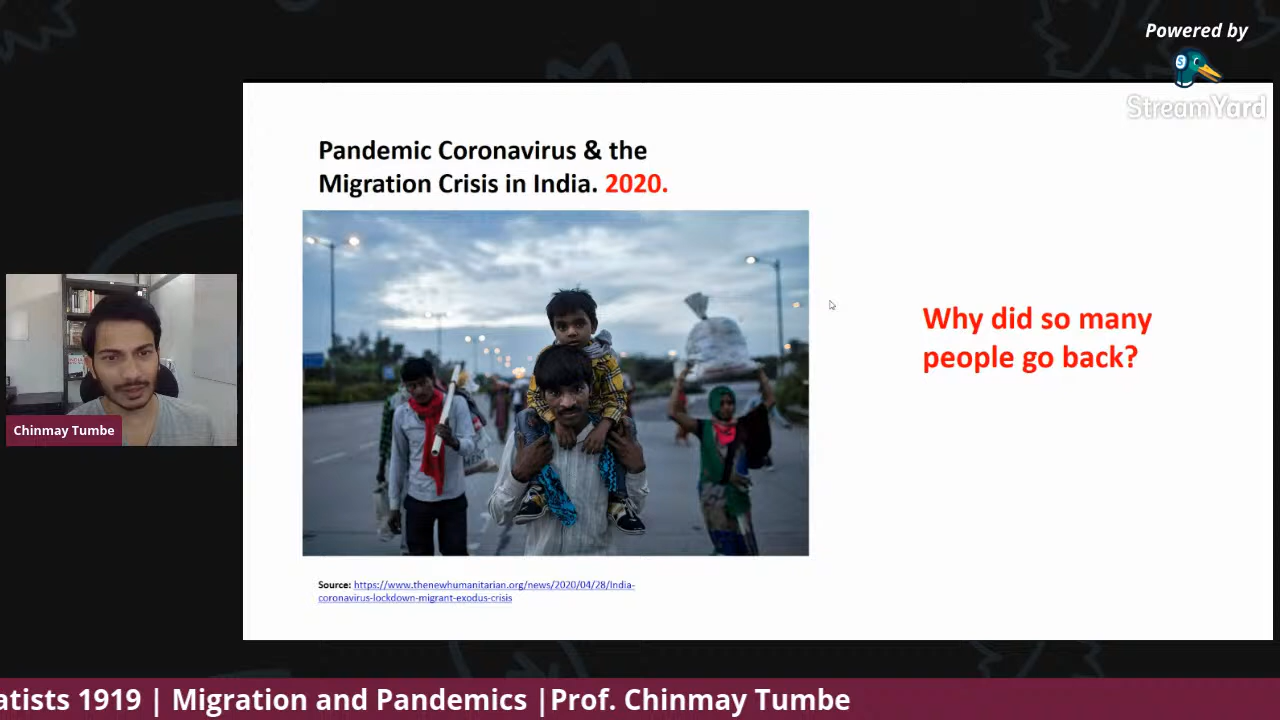 Powered by
StreamYard
Pandemic Coronavirus & the
Migration Crisis in India. 2020.
Why did so many
people go back?
Chinmay Tumbe
Source: https://www.thenewhumanitarian.org/news/2020/04/28/India-
coronavirus-lockdown-migrant-exodus-crisis
atists 1919 | Migration and Pandemics |Prof. Chinmay Tumbe